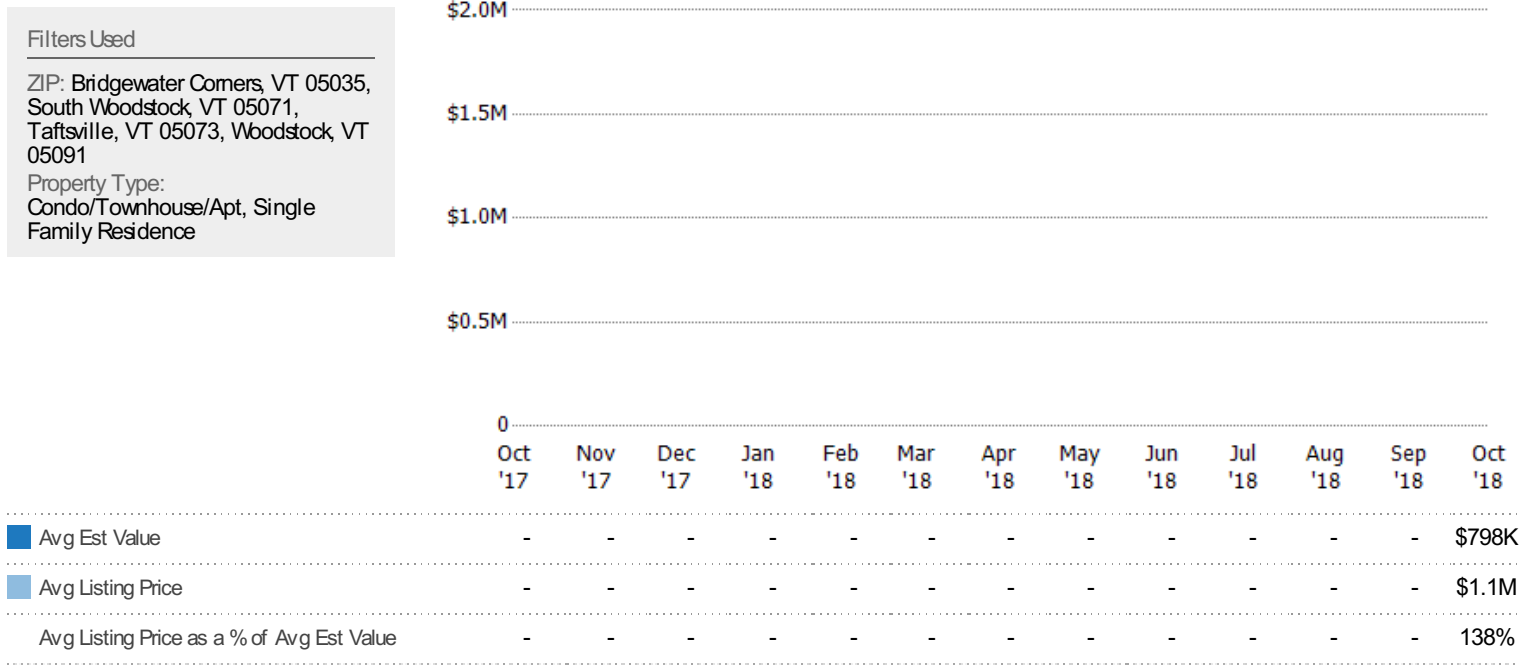 Filters Used
ZIP: Bridgewater Corners, VT 05035,
South Woodstock, VT 05071,
Taftsville, VT 05073, Woodstock, VT
05091
Property Type:
Condo/Townhouse/Apt, Single
Family Residence
$2.0M
$1.5M
$1.0M
$0.5M
0
Oct Nov Dec Jan Feb Mar Apr May Jun Jul Aug Sep Oct
'17 '17 '17 '18 '18 '18 '18 '18 '18 '18 '18 '18 '18
Avg Est Value - - - - - - - - - - - - $798K
Avg Listing Price - - - - - - - - - - - - $1.1M
Avg Listing Price as a % of Avg Est Value - - - - - - - - - - - - 138%